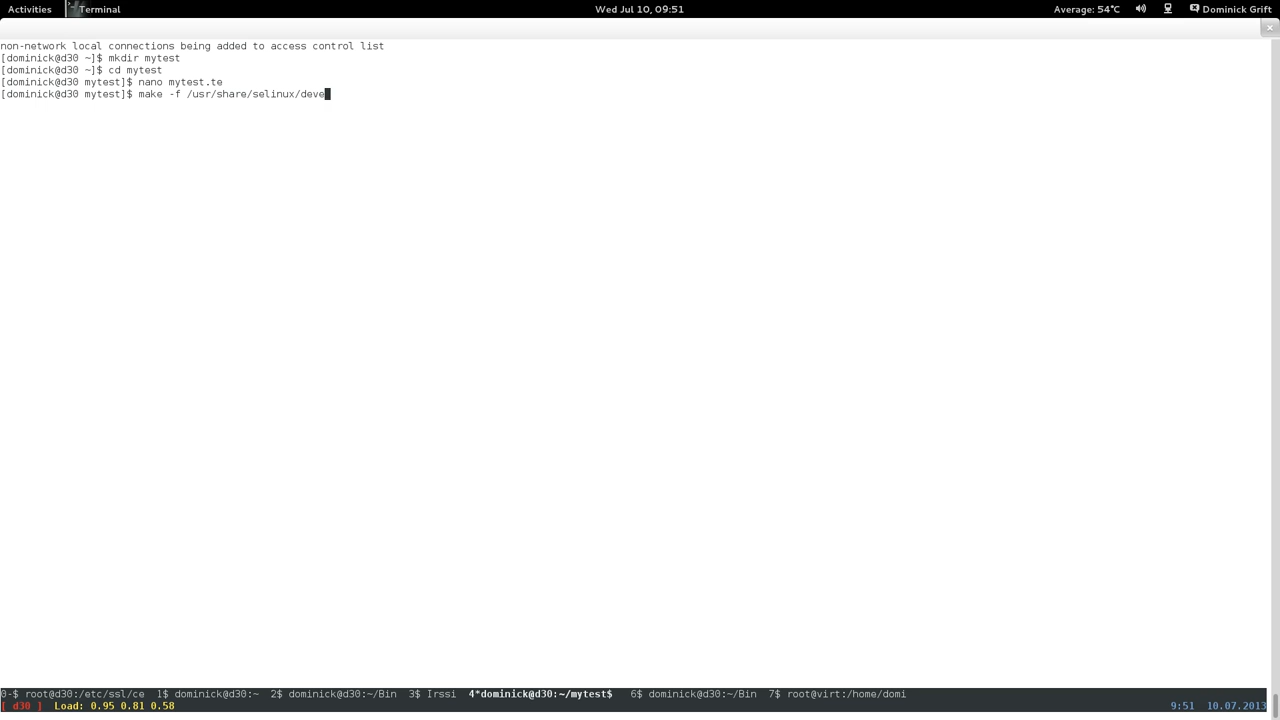 Activities Terminal Wed Jul 10, 09:51 Average: 54°C Dominick Grift
non-network local connections being added to access control list
[dominick@d30 ~]$ mkdir mytest
[dominick@d30 ~]$ cd mytest
[dominick@d30 mytest]$ nano mytest.te
[dominick@d30 mytest]$ make -f /usr/share/selinux/deve
0-$ root@d30:/etc/ssl/ce 1$ dominick@d30:~ 2$ dominick@d30:~/Bin 3$ Irssi 4*dominick@d30:~/mytest$ 6$ dominick@d30:~/Bin 7$ root@virt:/home/domi
[ d30 ] Load: 0.95 0.81 0.58 9:51 10.07.2013